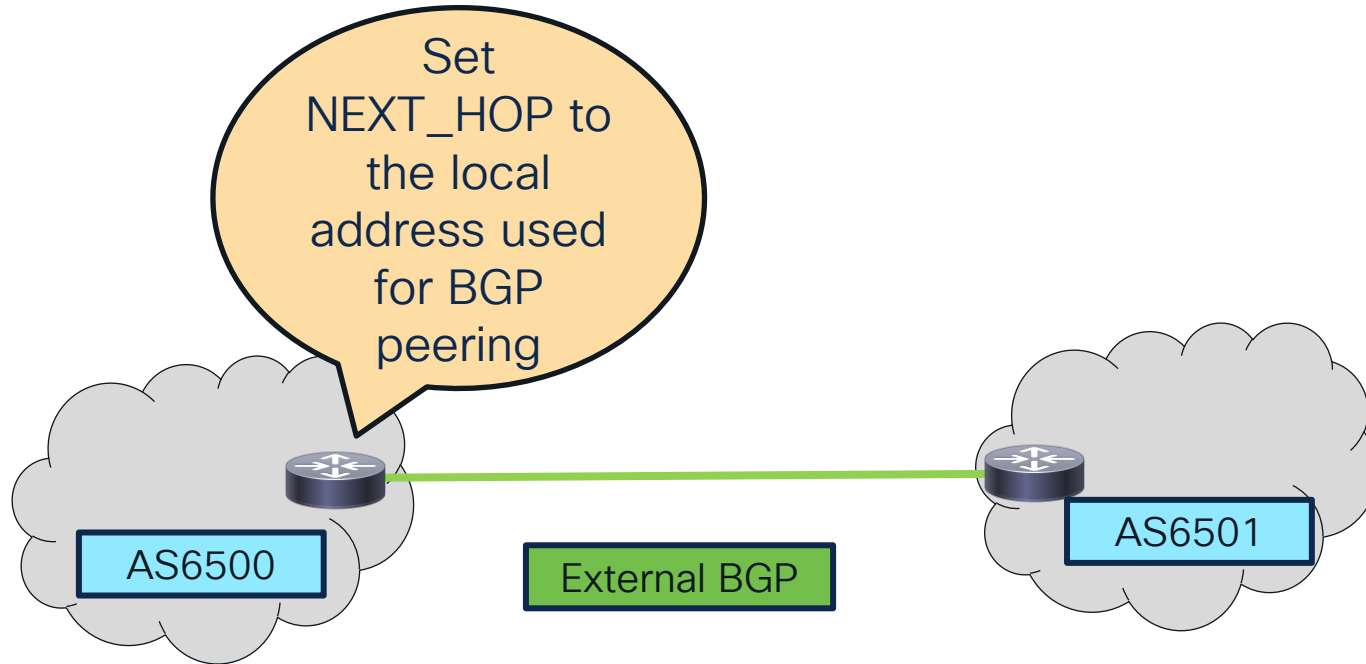 Set
NEXT_HOP to
the local
address used
for BGP
peering
AS6500
External BGP
AS6501